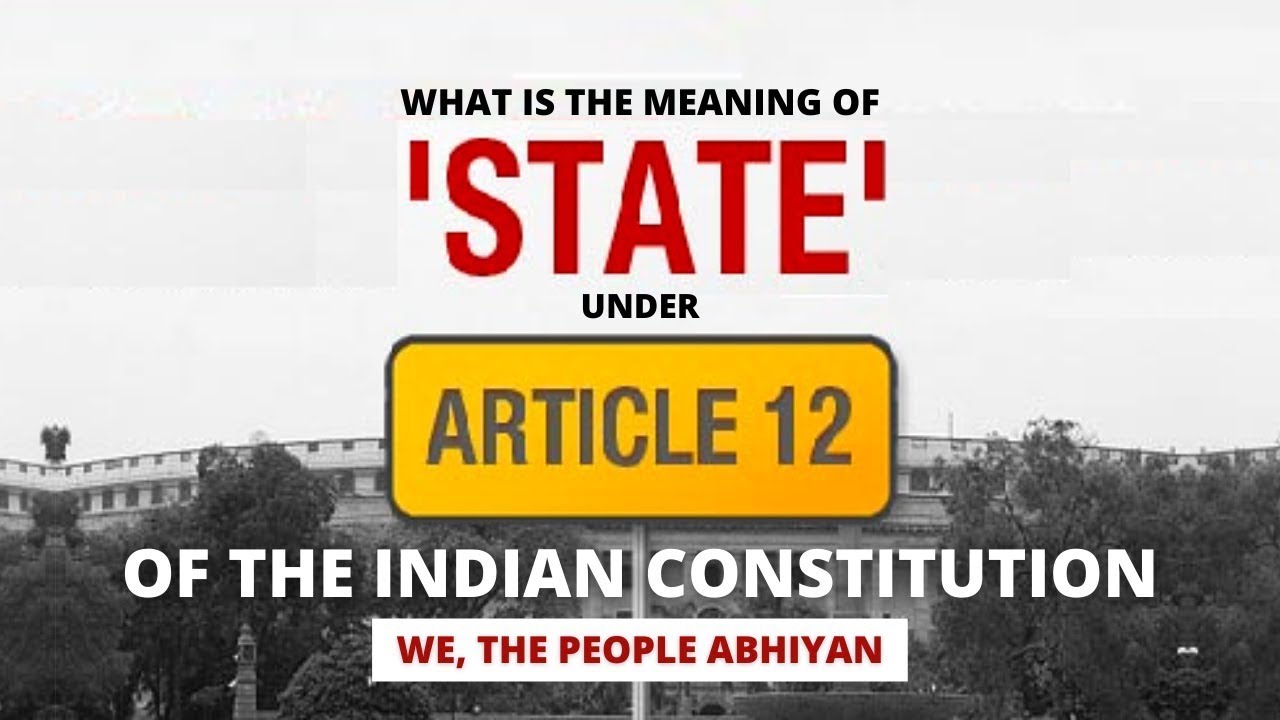 WHAT IS THE MEANING OF
'STATE'
UNDER
ARTICLE 12
OF THE INDIAN CONSTITUTION
WE, THE PEOPLE ABHIYAN